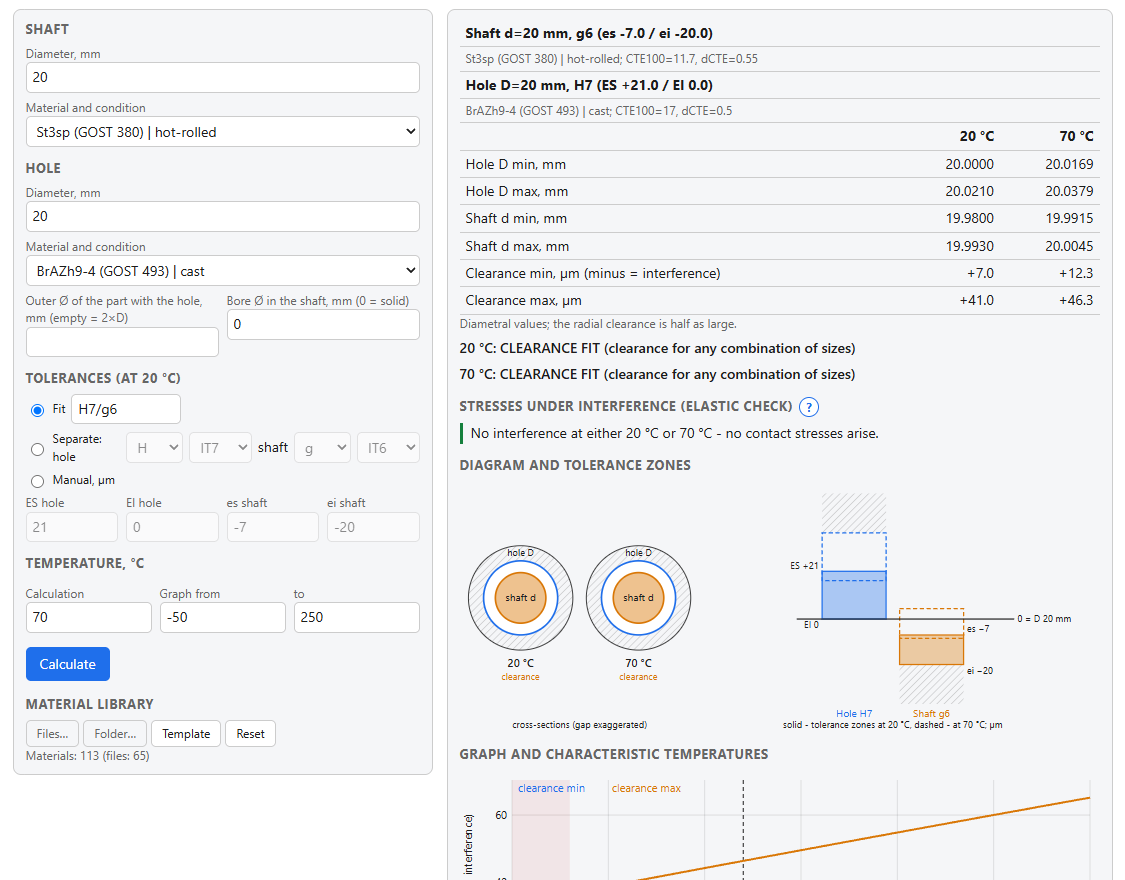 SHAFT
Diameter, mm
20
Material and condition
St3sp (GOST 380) | hot-rolled
HOLE
Diameter, mm
20
Material and condition
BrAZh9-4 (GOST 493) | cast
Outer Ø of the part with the hole, mm (empty = 2×D)
Bore Ø in the shaft, mm (0 = solid)
0
TOLERANCES (AT 20 °C)
Fit H7/g6
Separate: hole H IT7 shaft g IT6
Manual, µm
ES hole EI hole es shaft ei shaft
21 0 -7 -20
TEMPERATURE, °C
Calculation Graph from to
70 -50 250
Calculate
MATERIAL LIBRARY
Files... Folder... Template Reset
Materials: 113 (files: 65)
Shaft d=20 mm, g6 (es -7.0 / ei -20.0)
St3sp (GOST 380) | hot-rolled; CTE100=11.7, dCTE=0.55
Hole D=20 mm, H7 (ES +21.0 / EI 0.0)
BrAZh9-4 (GOST 493) | cast; CTE100=17, dCTE=0.5
20 °C 70 °C
Hole D min, mm 20.0000 20.0169
Hole D max, mm 20.0210 20.0379
Shaft d min, mm 19.9800 19.9915
Shaft d max, mm 19.9930 20.0045
Clearance min, µm (minus = interference) +7.0 +12.3
Clearance max, µm +41.0 +46.3
Diametral values; the radial clearance is half as large.
20 °C: CLEARANCE FIT (clearance for any combination of sizes)
70 °C: CLEARANCE FIT (clearance for any combination of sizes)
STRESSES UNDER INTERFERENCE (ELASTIC CHECK) ?
No interference at either 20 °C or 70 °C - no contact stresses arise.
DIAGRAM AND TOLERANCE ZONES
hole D hole D
shaft d shaft d
20 °C 70 °C
clearance clearance
cross-sections (gap exaggerated)
ES +21
EI 0
0 = D 20 mm
es −7
ei −20
Hole H7 Shaft g6
solid - tolerance zones at 20 °C, dashed - at 70 °C; µm
GRAPH AND CHARACTERISTIC TEMPERATURES
clearance min clearance max
60
interference)